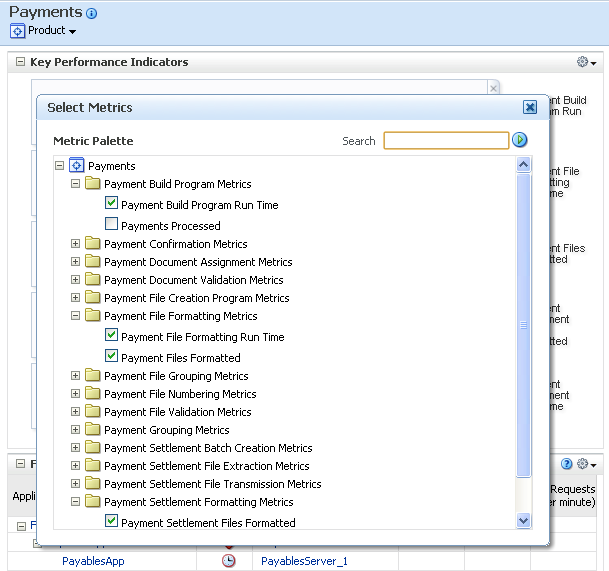 Payments
Product
Key Performance Indicators
Select Metrics
Metric Palette
Search
Payments
Payment Build Program Metrics
Payment Build Program Run Time
Payments Processed
Payment Confirmation Metrics
Payment Document Assignment Metrics
Payment Document Validation Metrics
Payment File Creation Program Metrics
Payment File Formatting Metrics
Payment File Formatting Run Time
Payment Files Formatted
Payment File Grouping Metrics
Payment File Numbering Metrics
Payment File Validation Metrics
Payment Grouping Metrics
Payment Settlement Batch Creation Metrics
Payment Settlement File Extraction Metrics
Payment Settlement File Transmission Metrics
Payment Settlement Formatting Metrics
Payment Settlement Files Formatted
nt Build
am Run
nt File
tting
me
nt Files
tted
nt
ment
tted
nt
ment
me
F
Appli
Requests
er minute)
F
PayablesApp
PayablesServer_1